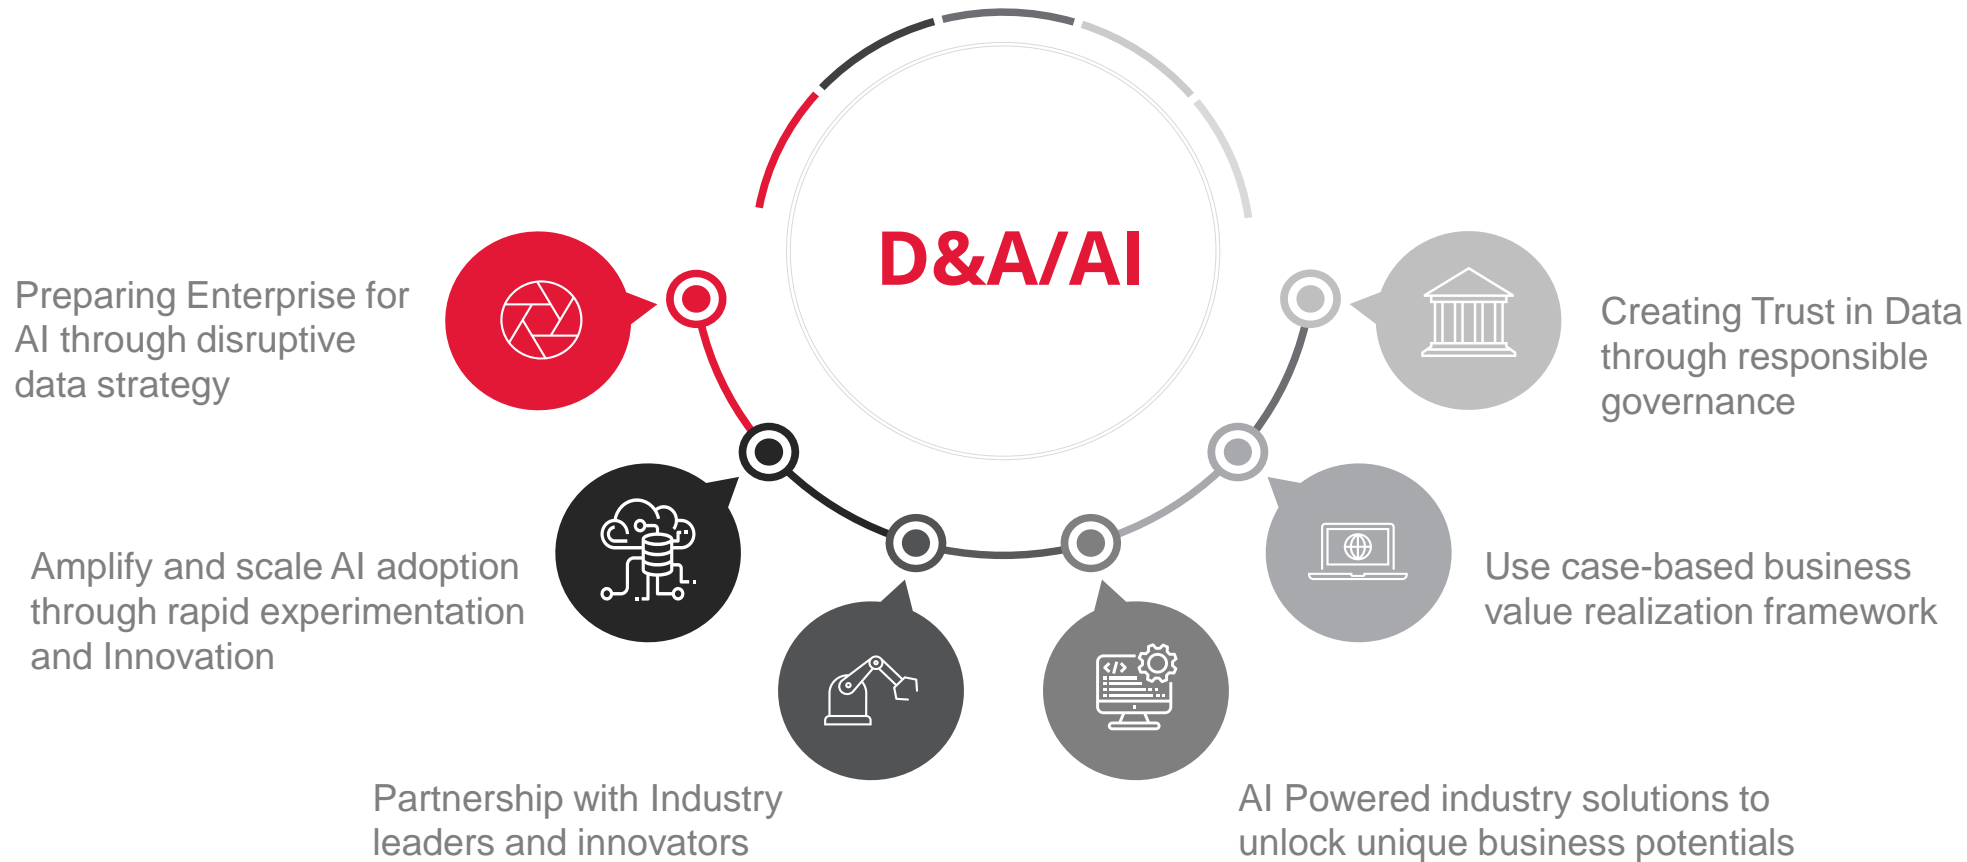 D&A/AI
Preparing Enterprise for
AI through disruptive
data strategy
Amplify and scale AI adoption
through rapid experimentation
and Innovation
Partnership with Industry
leaders and innovators
</>
AI Powered industry solutions to
unlock unique business potentials
Use case-based business
value realization framework
Creating Trust in Data
through responsible
governance